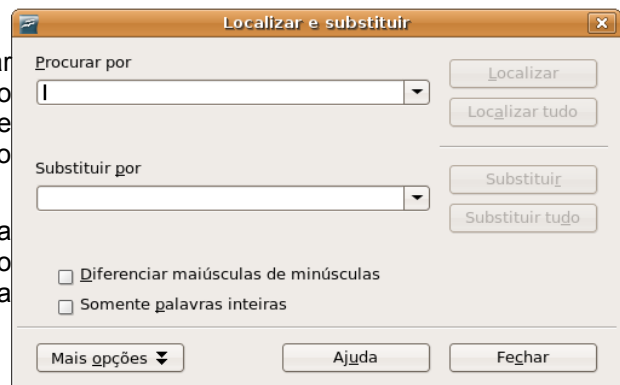 Localizar e substituir
Procurar por
Localizar
Localizar tudo
Substituir por
Substituir
Substituir tudo
Diferenciar maiúsculas de minúsculas
Somente palavras inteiras
Mais opções
Ajuda
Fechar